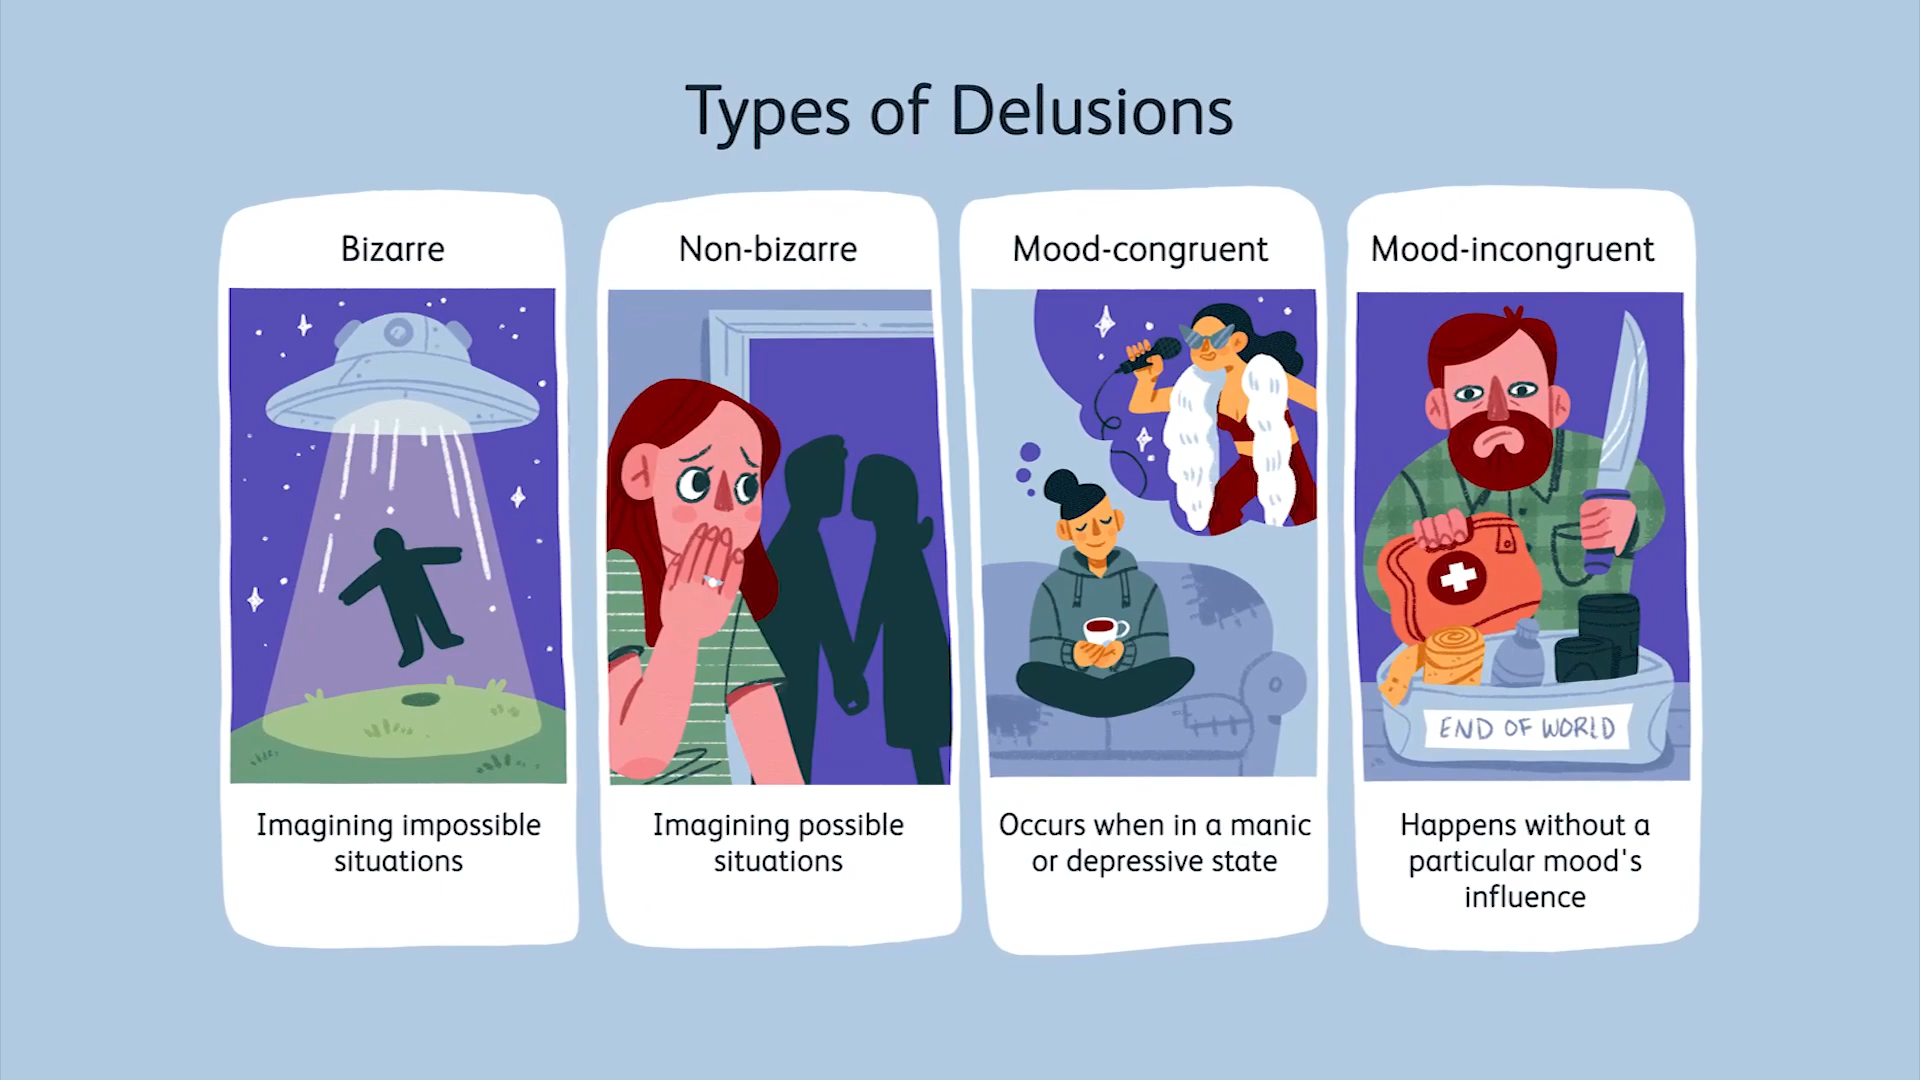 Types of Delusions
Bizarre
Imagining impossible
situations
Non-bizarre
Imagining possible
situations
Mood-congruent
Occurs when in a manic
or depressive state
Mood-incongruent
END OF WORLD
Happens without a
particular mood's
influence